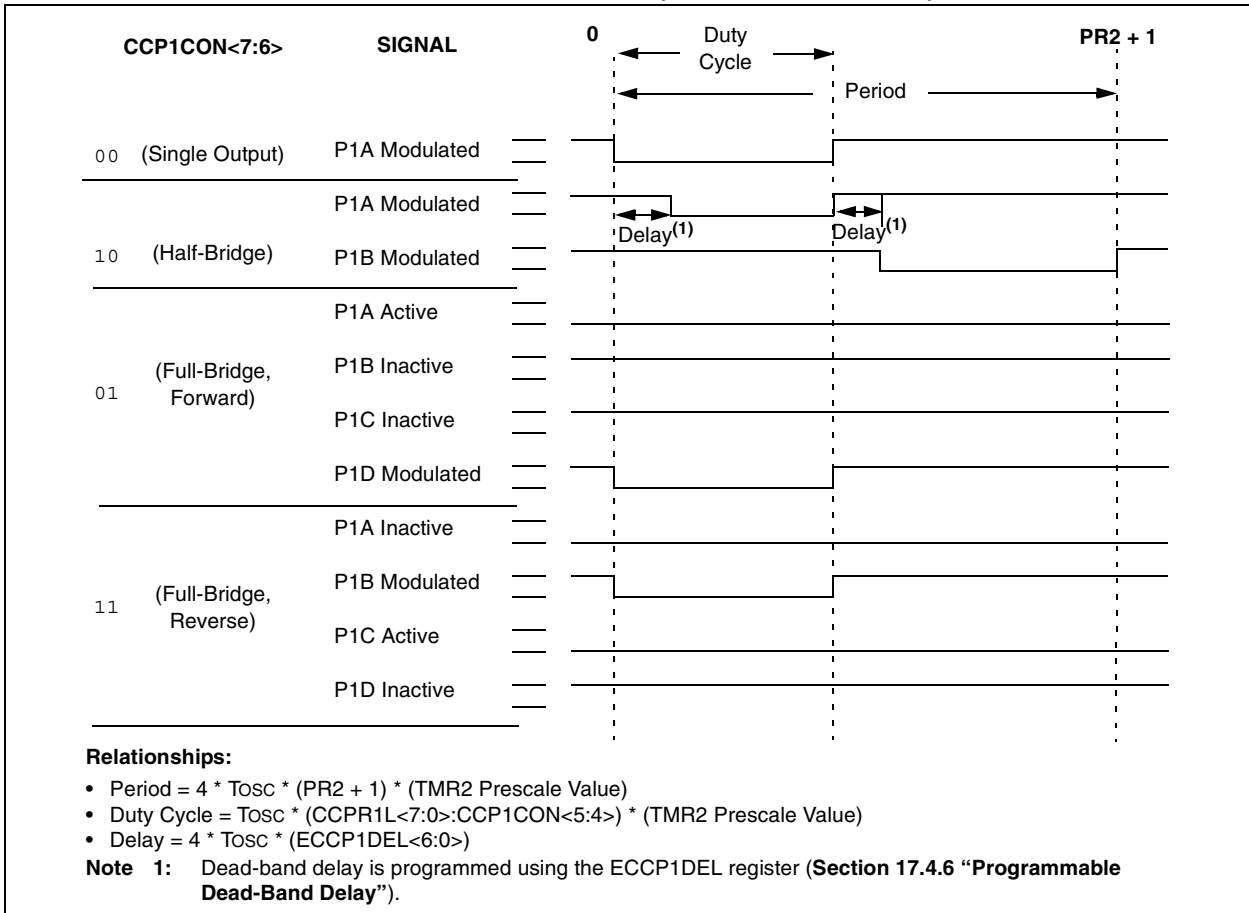 CCP1CON<7:6> SIGNAL 0 Duty Cycle PR2 + 1
Period
00 (Single Output) P1A Modulated
P1A Modulated
Delay(1) Delay(1)
10 (Half-Bridge) P1B Modulated
P1A Active
P1B Inactive
01 (Full-Bridge, Forward)
P1C Inactive
P1D Modulated
P1A Inactive
P1B Modulated
11 (Full-Bridge, Reverse)
P1C Active
P1D Inactive
Relationships:
• Period = 4 * TOSC * (PR2 + 1) * (TMR2 Prescale Value)
• Duty Cycle = TOSC * (CCPR1L<7:0>:CCP1CON<5:4>) * (TMR2 Prescale Value)
• Delay = 4 * TOSC * (ECCP1DEL<6:0>)
Note 1: Dead-band delay is programmed using the ECCP1DEL register (Section 17.4.6 “Programmable
Dead-Band Delay”).